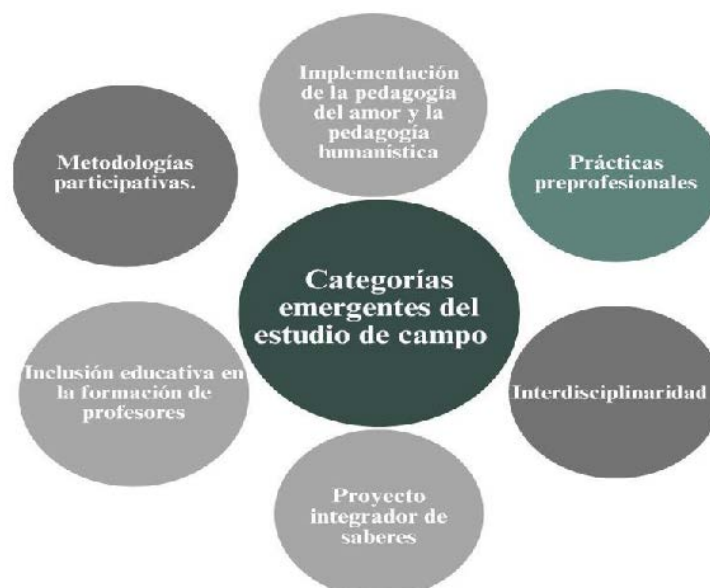 Implementación
de la pedagogía
del amor y la
pedagogía
humanística
Prácticas
preprofesionales
Interdisciplinaridad
Proyecto
integrador de
saberes
Inclusión educativa en
la formación de
profesores
Metodologías
participativas.
Categorías
emergentes del
estudio de campo